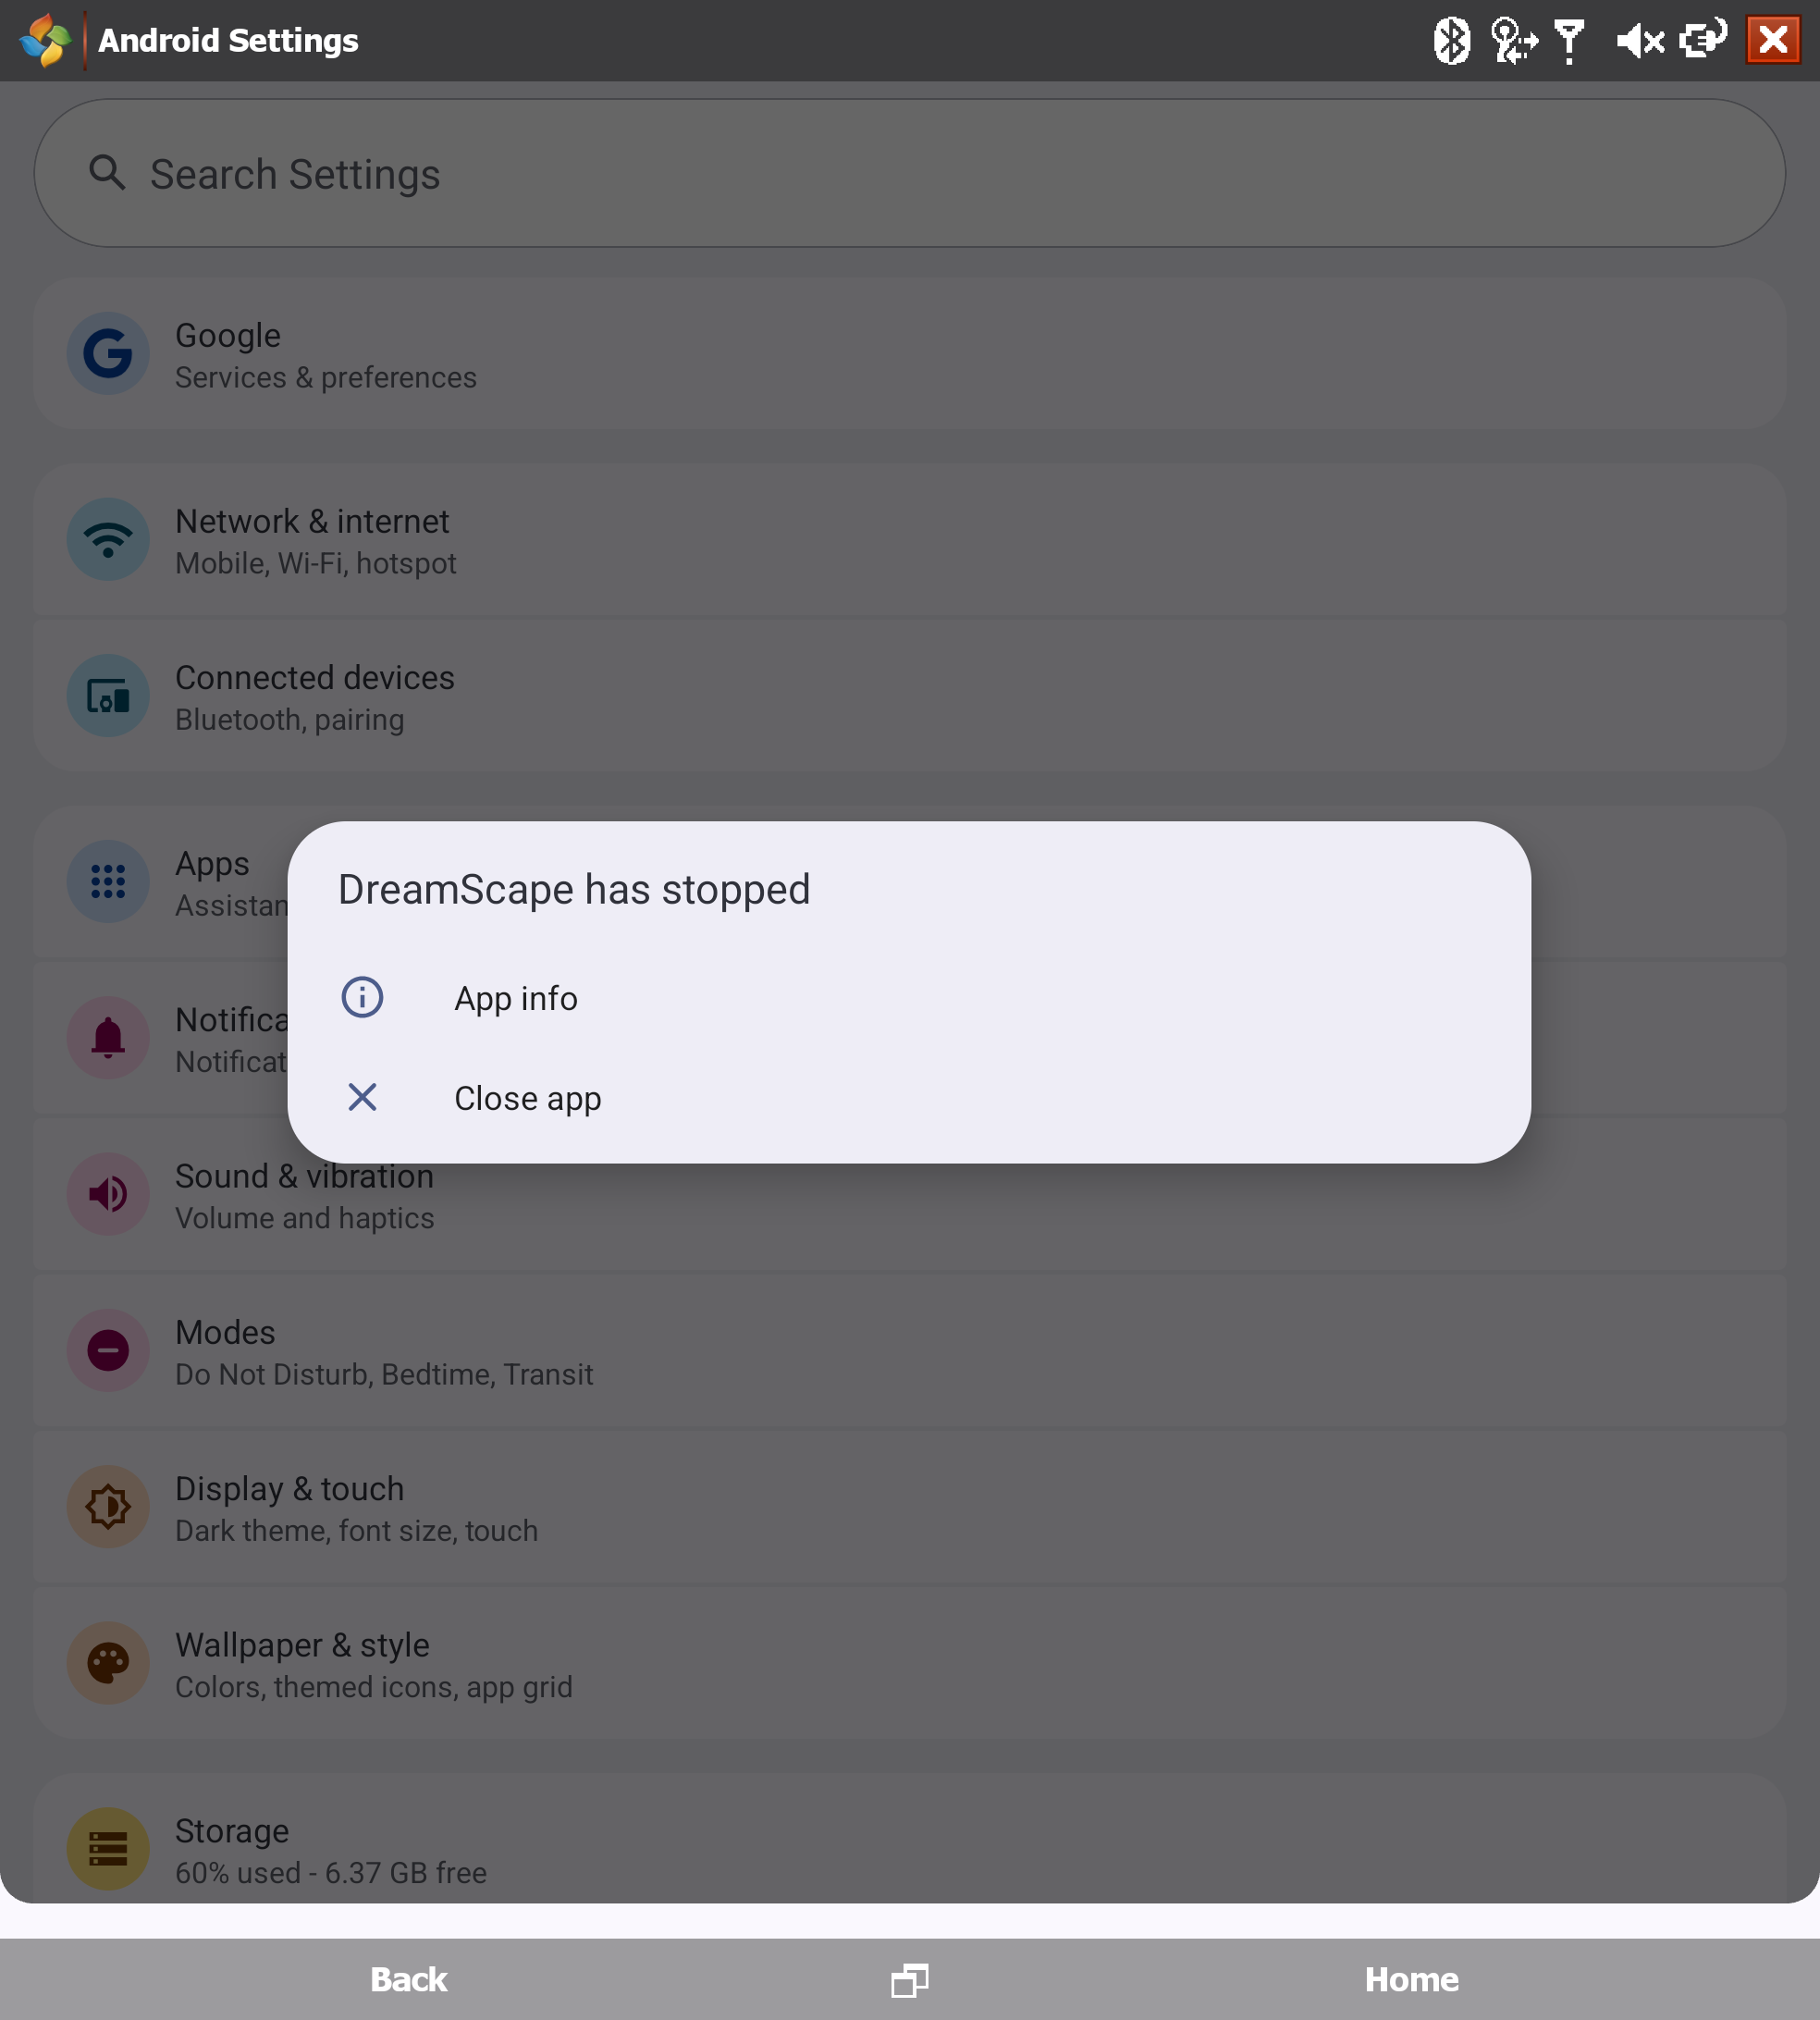 Android Settings
Search Settings
Google
Services & preferences
Network & internet
Mobile, Wi-Fi, hotspot
Connected devices
Bluetooth, pairing
Apps
Assistan
DreamScape has stopped
App info
Close app
Notifica
Notificat
Sound & vibration
Volume and haptics
Modes
Do Not Disturb, Bedtime, Transit
Display & touch
Dark theme, font size, touch
Wallpaper & style
Colors, themed icons, app grid
Storage
60% used - 6.37 GB free
Back
Home